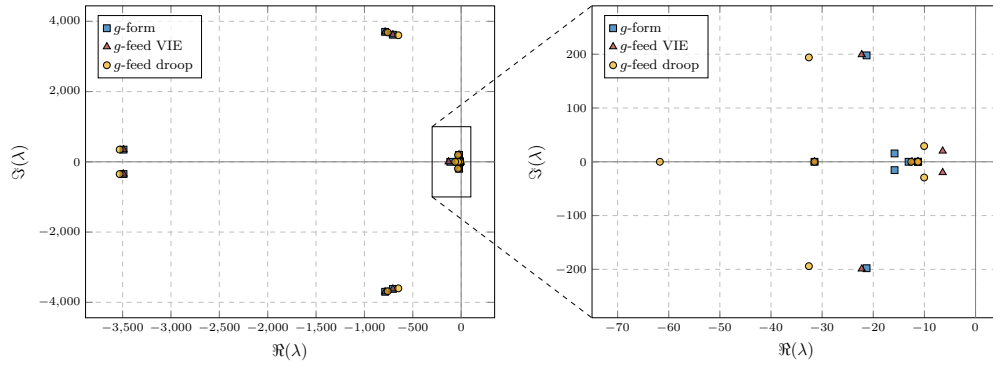 4,000
2,000
0
−2,000
−4,000
ℑ(λ)
−3,500 −3,000 −2,500 −2,000 −1,500 −1,000 −500 0
ℜ(λ)
g-form
g-feed VIE
g-feed droop
200
100
0
−100
−200
ℑ(λ)
−70 −60 −50 −40 −30 −20 −10 0
ℜ(λ)
g-form
g-feed VIE
g-feed droop